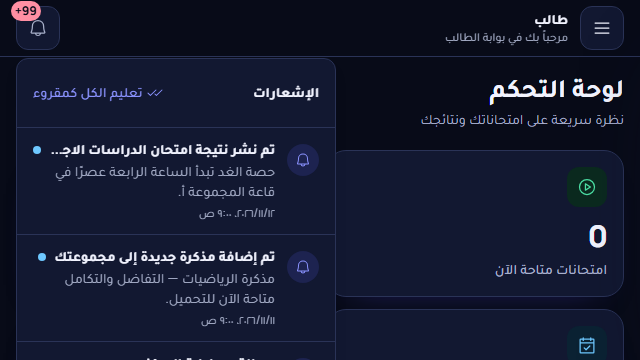 طالب
مرحباً بك في بوابة الطالب
+99
لوحة التحكم
نظرة سريعة على امتحاناتك ونتائجك
0
امتحانات متاحة الآن
الإشعارات
تعليم الكل كمقروء
تم نشر نتيجة امتحان الدراسات الاجـ...
حصة الغد تبدأ الساعة الرابعة عصرًا في
قاعة المجموعة أ.
٢٠٢٦/١١/١٢، ٩:٠٠ ص
تم إضافة مذكرة جديدة إلى مجموعتك
مذكرة الرياضيات — التفاضل والتكامل
متاحة الآن للتحميل.
٢٠٢٦/١١/١١، ٩:٠٠ ص